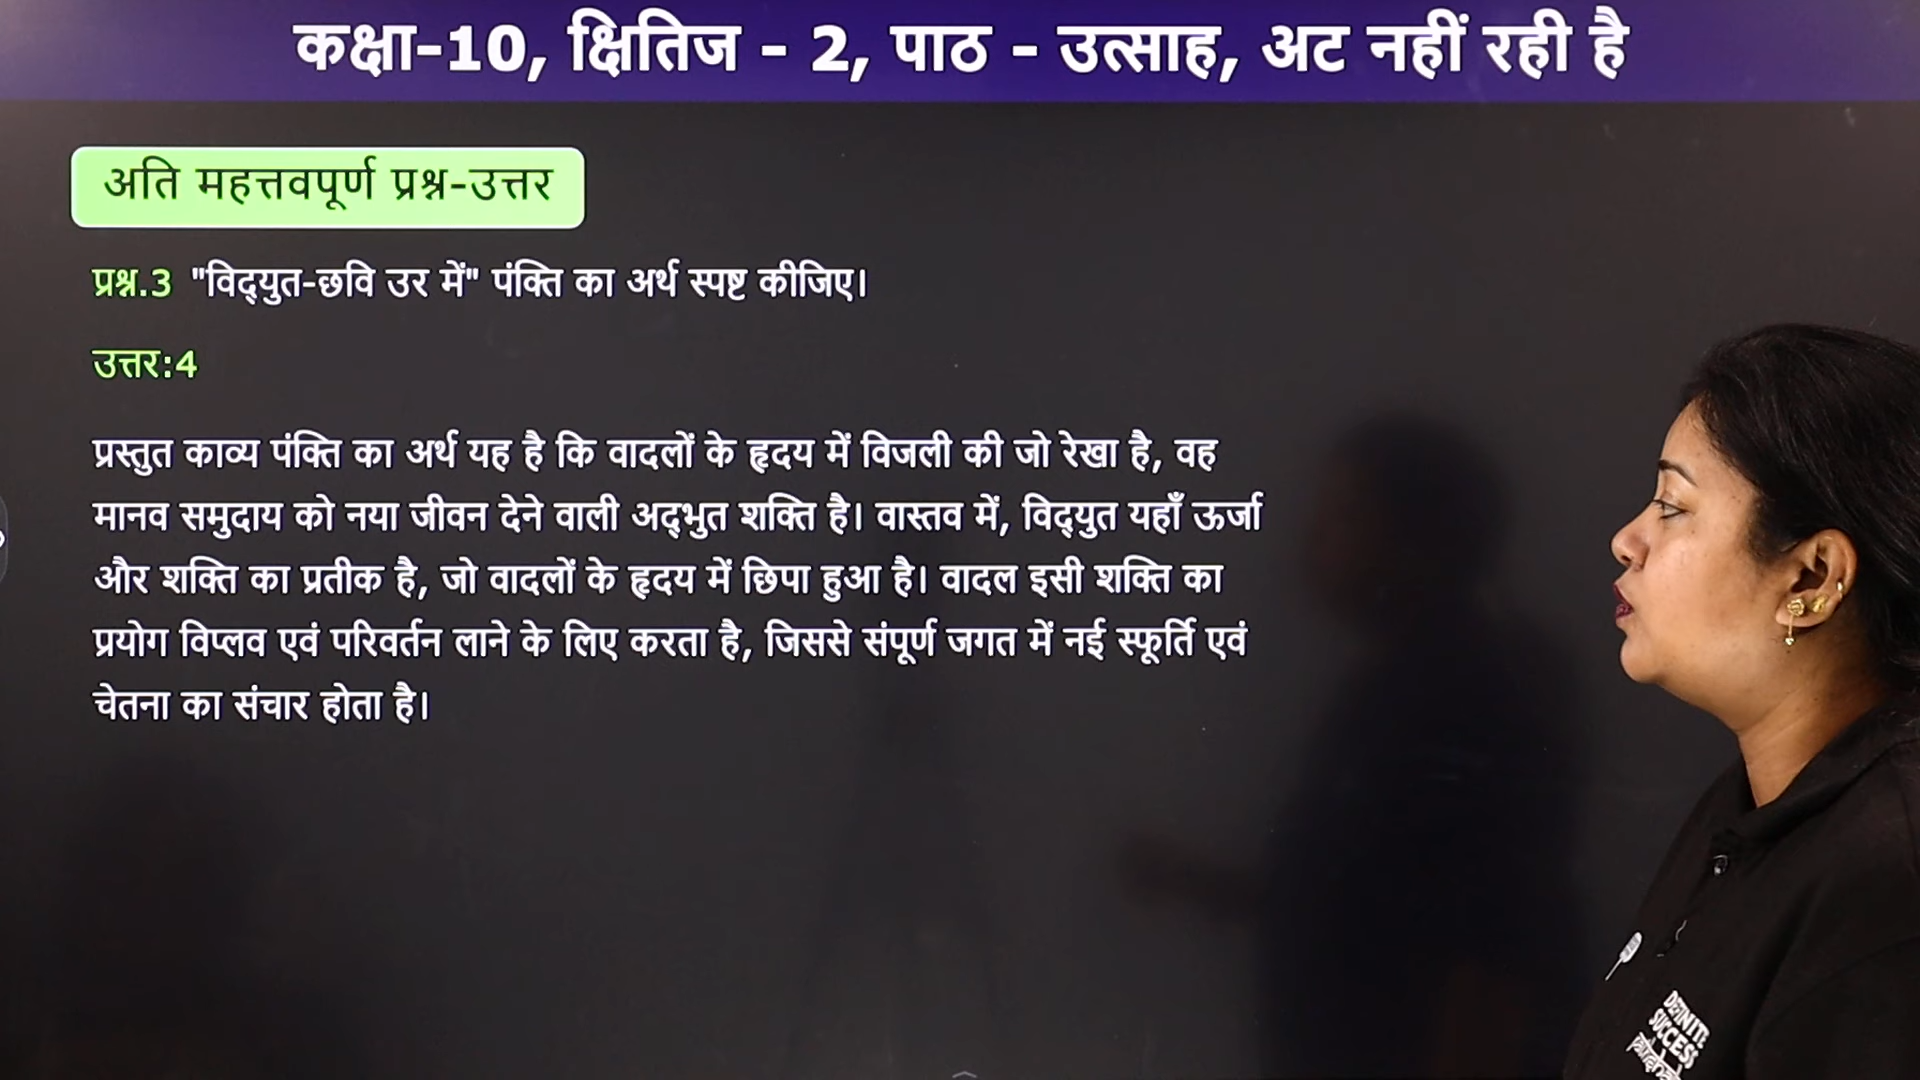 कक्षा-10, क्षितिज - 2, पाठ - उत्साह, अट नहीं रही है
अति महत्तवपूर्ण प्रश्न-उत्तर
प्रश्न.3 "विद्युत-छवि उर में" पंक्ति का अर्थ स्पष्ट कीजिए।
उत्तर:4
प्रस्तुत काव्य पंक्ति का अर्थ यह है कि वादलों के हृदय में विजली की जो रेखा है, वह
मानव समुदाय को नया जीवन देने वाली अद्भुत शक्ति है। वास्तव में, विद्युत यहाँ ऊर्जा
और शक्ति का प्रतीक है, जो वादलों के हृदय में छिपा हुआ है। वादल इसी शक्ति का
प्रयोग विप्लव एवं परिवर्तन लाने के लिए करता है, जिससे संपूर्ण जगत में नई स्फूर्ति एवं
चेतना का संचार होता है।
DEFINITE
SUCCESS